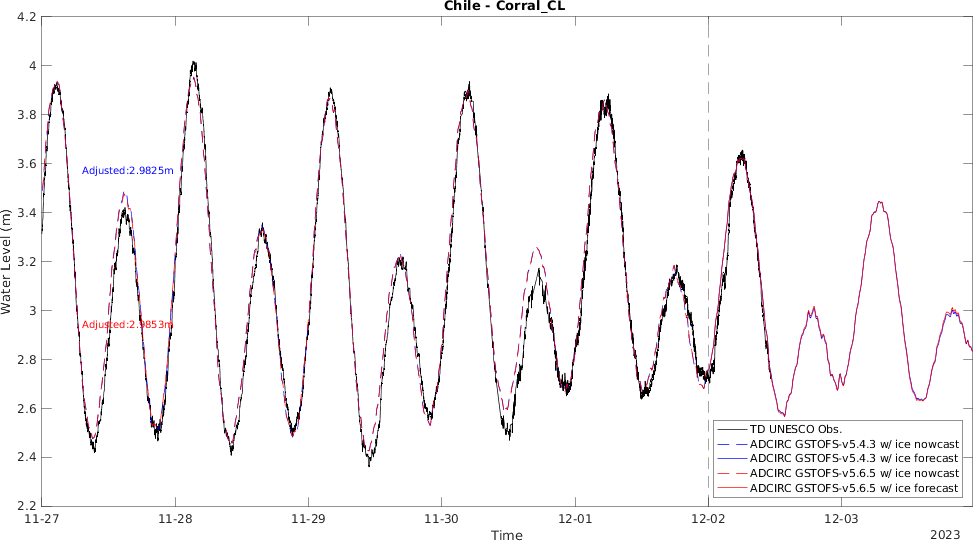 Chile - Corral_CL
4.2
4
3.8
3.6
3.4
3.2
3
2.8
2.6
2.4
2.2
Water Level (m)
Adjusted:2.9825m
Adjusted:2.9853m
TD UNESCO Obs.
ADCIRC GSTOFS-v5.4.3 w/ ice nowcast
ADCIRC GSTOFS-v5.4.3 w/ ice forecast
ADCIRC GSTOFS-v5.6.5 w/ ice nowcast
ADCIRC GSTOFS-v5.6.5 w/ ice forecast
11-27 11-28 11-29 11-30 12-01 12-02 12-03
Time
2023